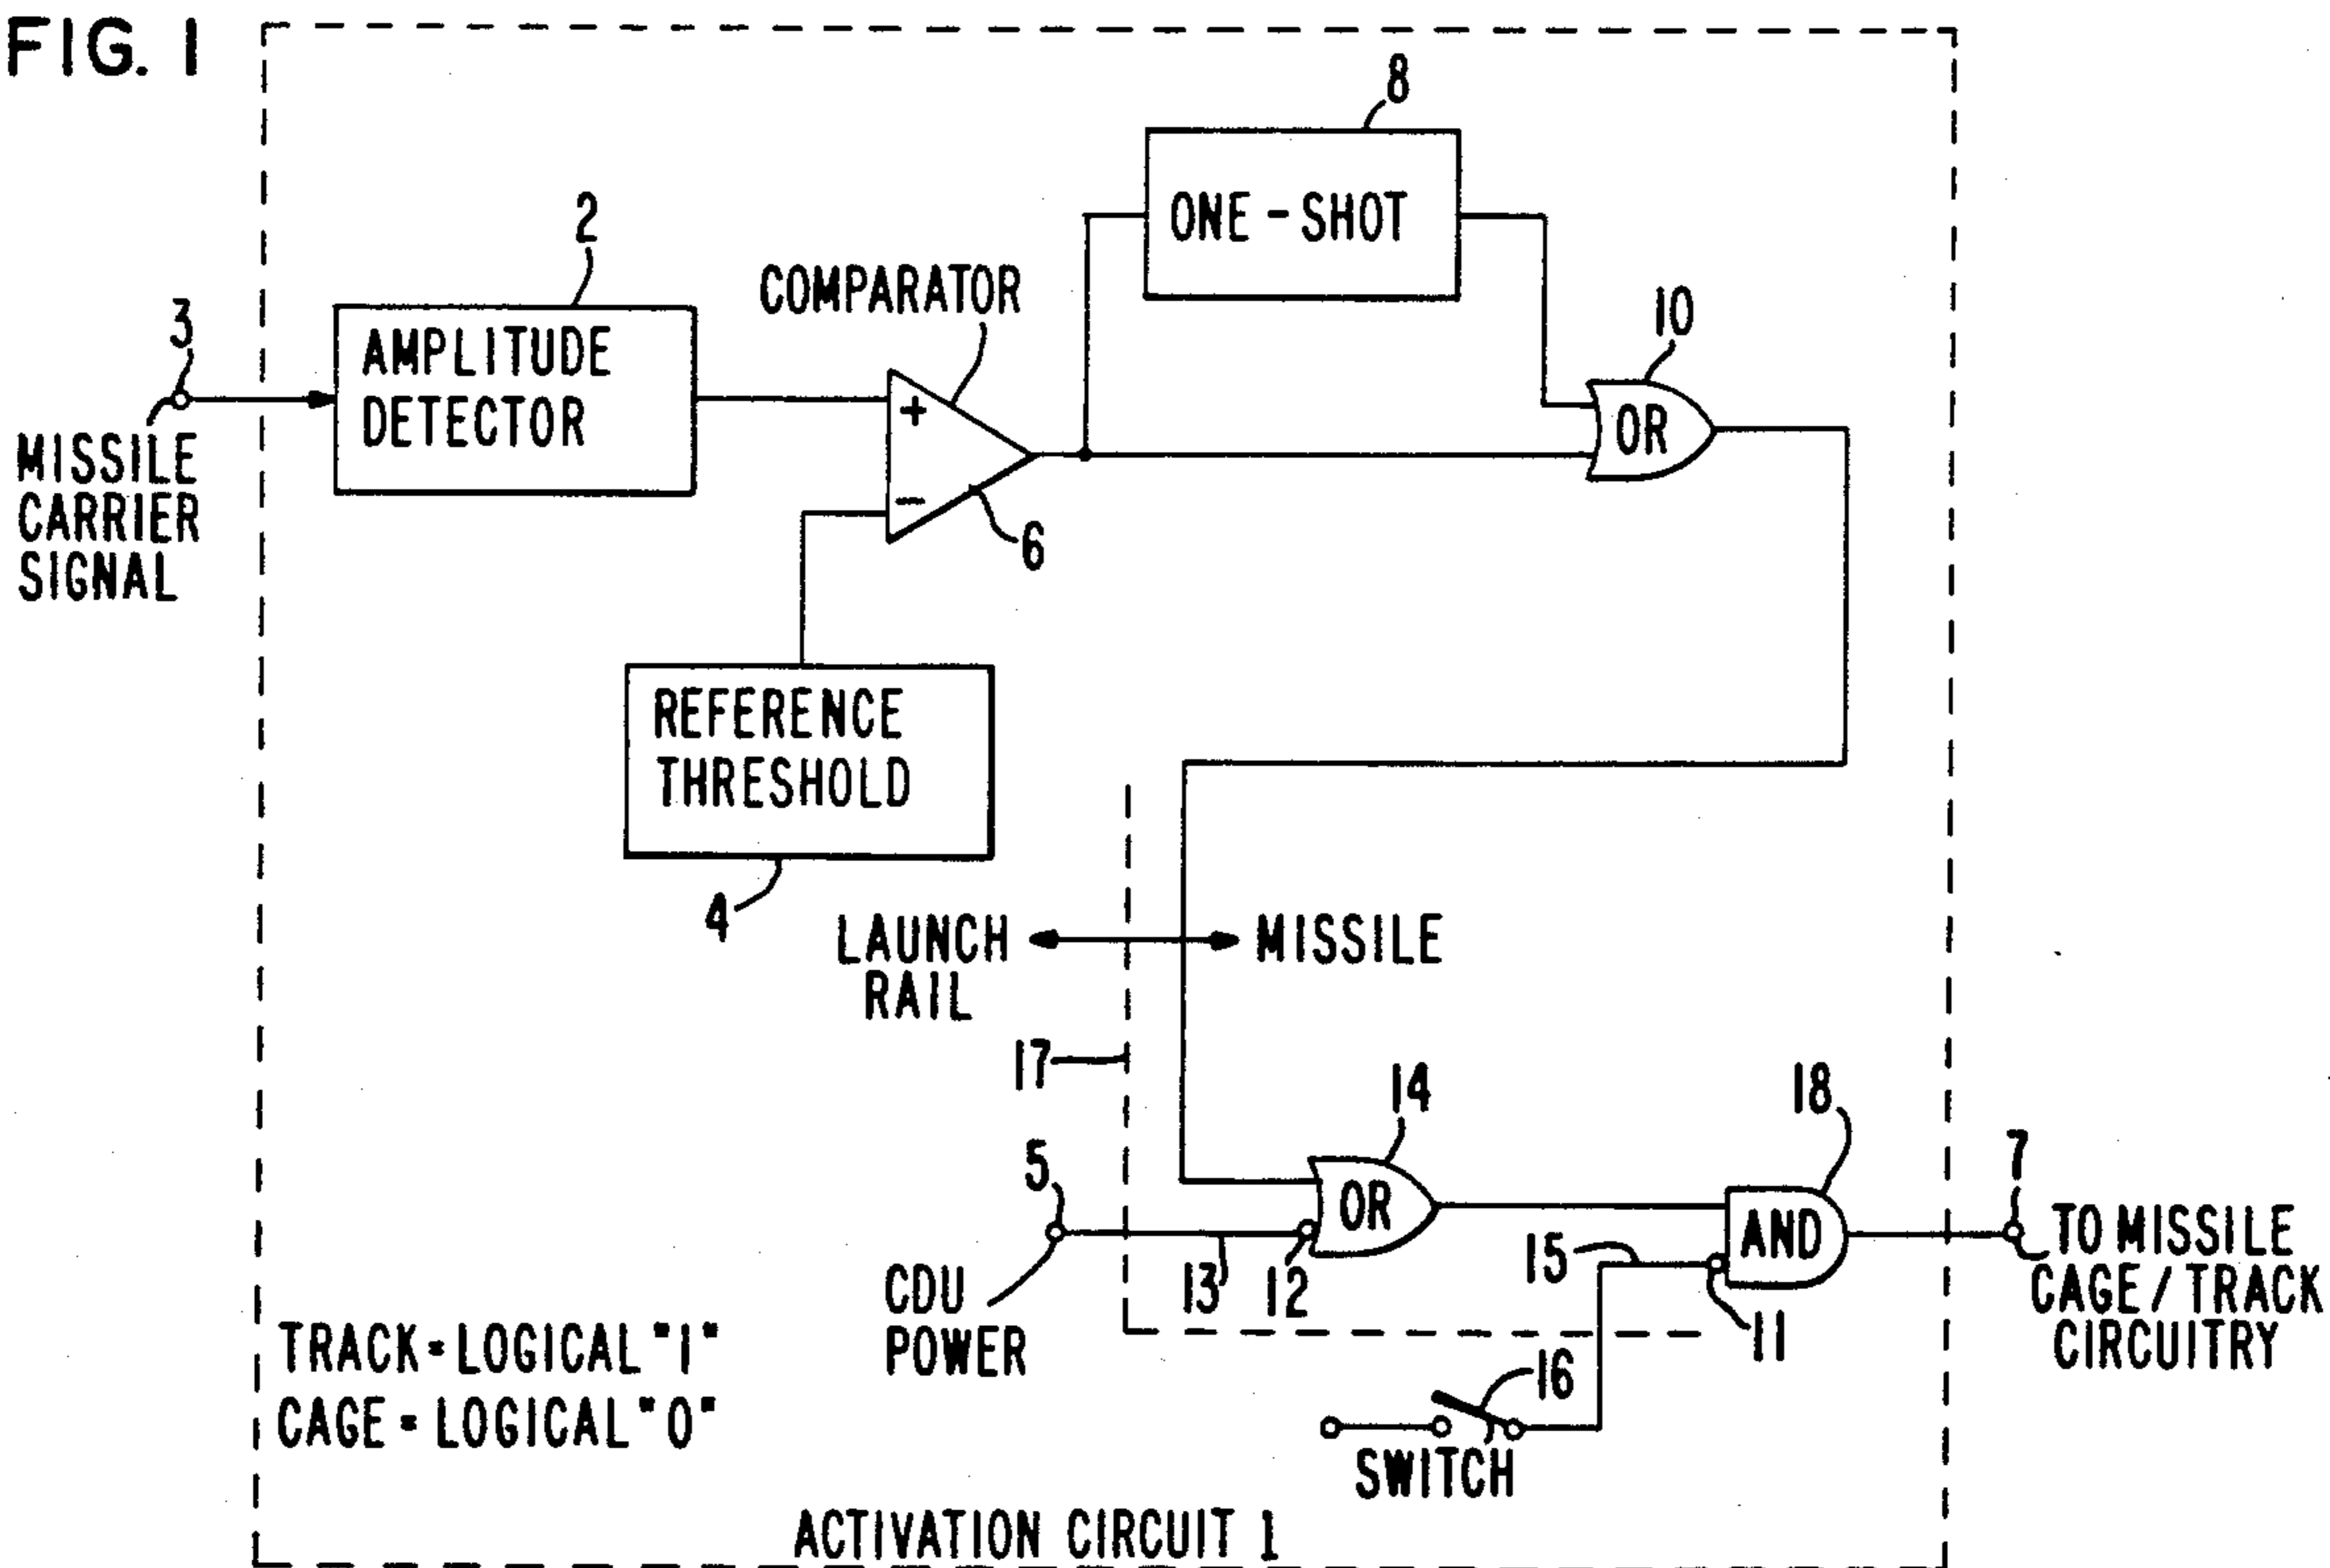 FIG. 1
8
2
COMPARATOR
ONE-SHOT
3
10
AMPLITUDE
DETECTOR
+
OR
MISSILE
CARRIER
SIGNAL
-
6
REFERENCE
THRESHOLD
4
LAUNCH
RAIL
MISSILE
17
14
18
5
7
OR
AND
TO MISSILE
CAGE/TRACK
CIRCUITRY
15
13
12
11
CDU
POWER
TRACK = LOGICAL "1"
CAGE = LOGICAL "0"
16
SWITCH
ACTIVATION CIRCUIT 1